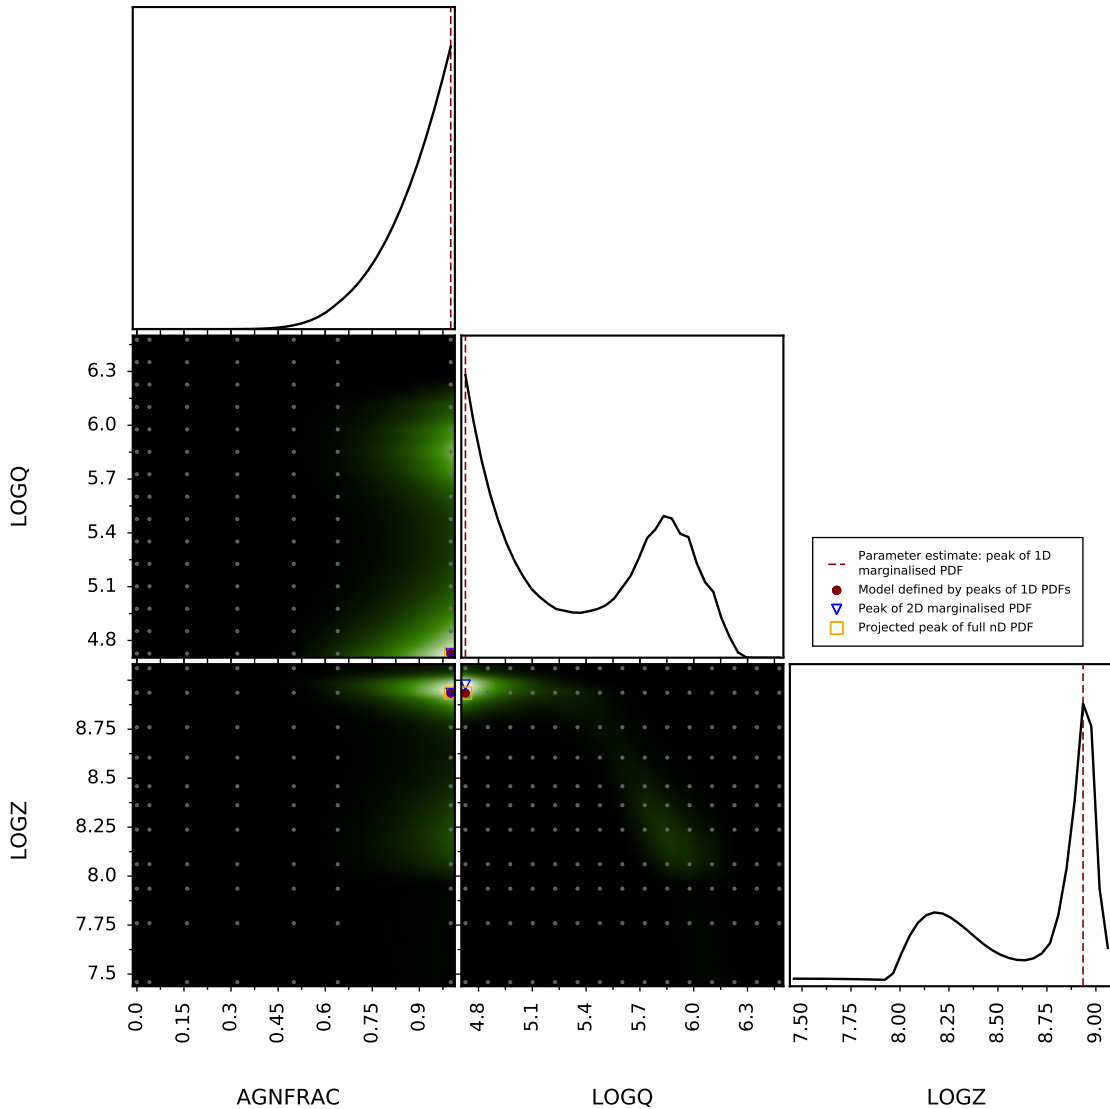 6.3
6.0
5.7
5.4
5.1
4.8
LOGQ
Parameter estimate: peak of 1D
marginalised PDF
Model defined by peaks of 1D PDFs
Peak of 2D marginalised PDF
Projected peak of full nD PDF
8.75
8.5
8.25
8.0
7.75
7.5
LOGZ
0.0 0.15 0.3 0.45 0.6 0.75 0.9
4.8 5.1 5.4 5.7 6.0 6.3
7.50 7.75 8.00 8.25 8.50 8.75 9.00
AGNFRAC
LOGQ
LOGZ